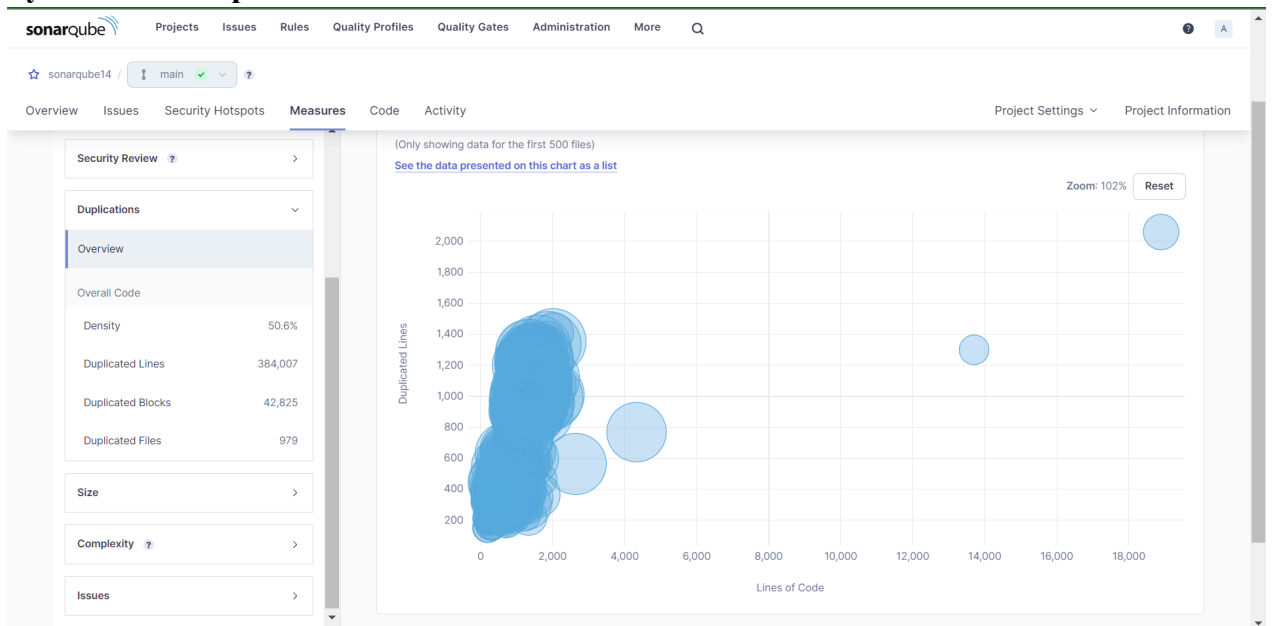 sonarqube Projects Issues Rules Quality Profiles Quality Gates Administration More ? A
sonarqube14 / main ?
Overview Issues Security Hotspots Measures Code Activity Project Settings Project Information
Security Review ?
Duplications
Overview
Overall Code
Density 50.6%
Duplicated Lines 384,007
Duplicated Blocks 42,825
Duplicated Files 979
Size
Complexity ?
Issues
(Only showing data for the first 500 files)
See the data presented on this chart as a list
Zoom: 102% Reset
Duplicated Lines
2,000
1,800
1,600
1,400
1,200
1,000
800
600
400
200
0 2,000 4,000 6,000 8,000 10,000 12,000 14,000 16,000 18,000
Lines of Code